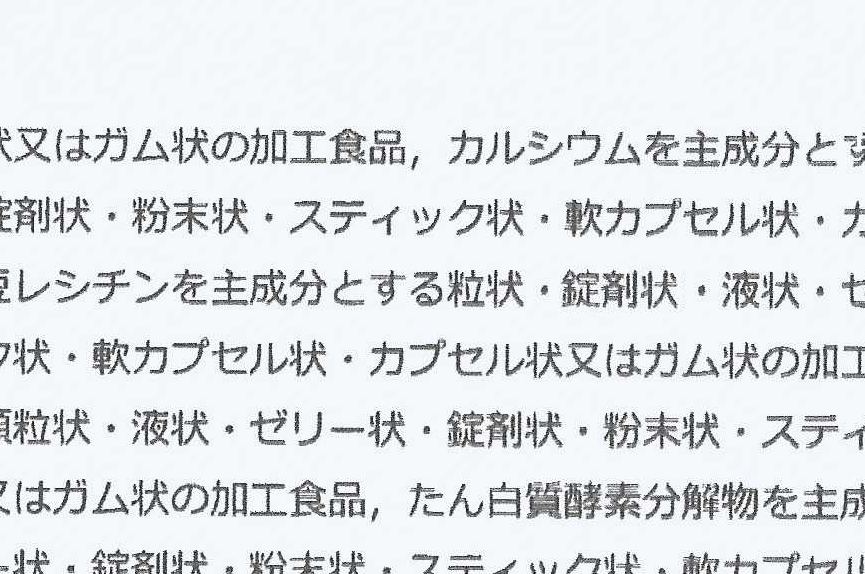 状又はガム状の加工食品，カルシウムを主成分とす
錠剤状・粉末状・スティック状・軟カプセル状・カ
豆レシチンを主成分とする粒状・錠剤状・液状・ゼ
ク状・軟カプセル状・カプセル状又はガム状の加工
顆粒状・液状・ゼリー状・錠剤状・粉末状・スティ
又はガム状の加工食品，たん白質酵素分解物を主成
ー状・錠剤状・粉末状・スティック状・軟カプセル